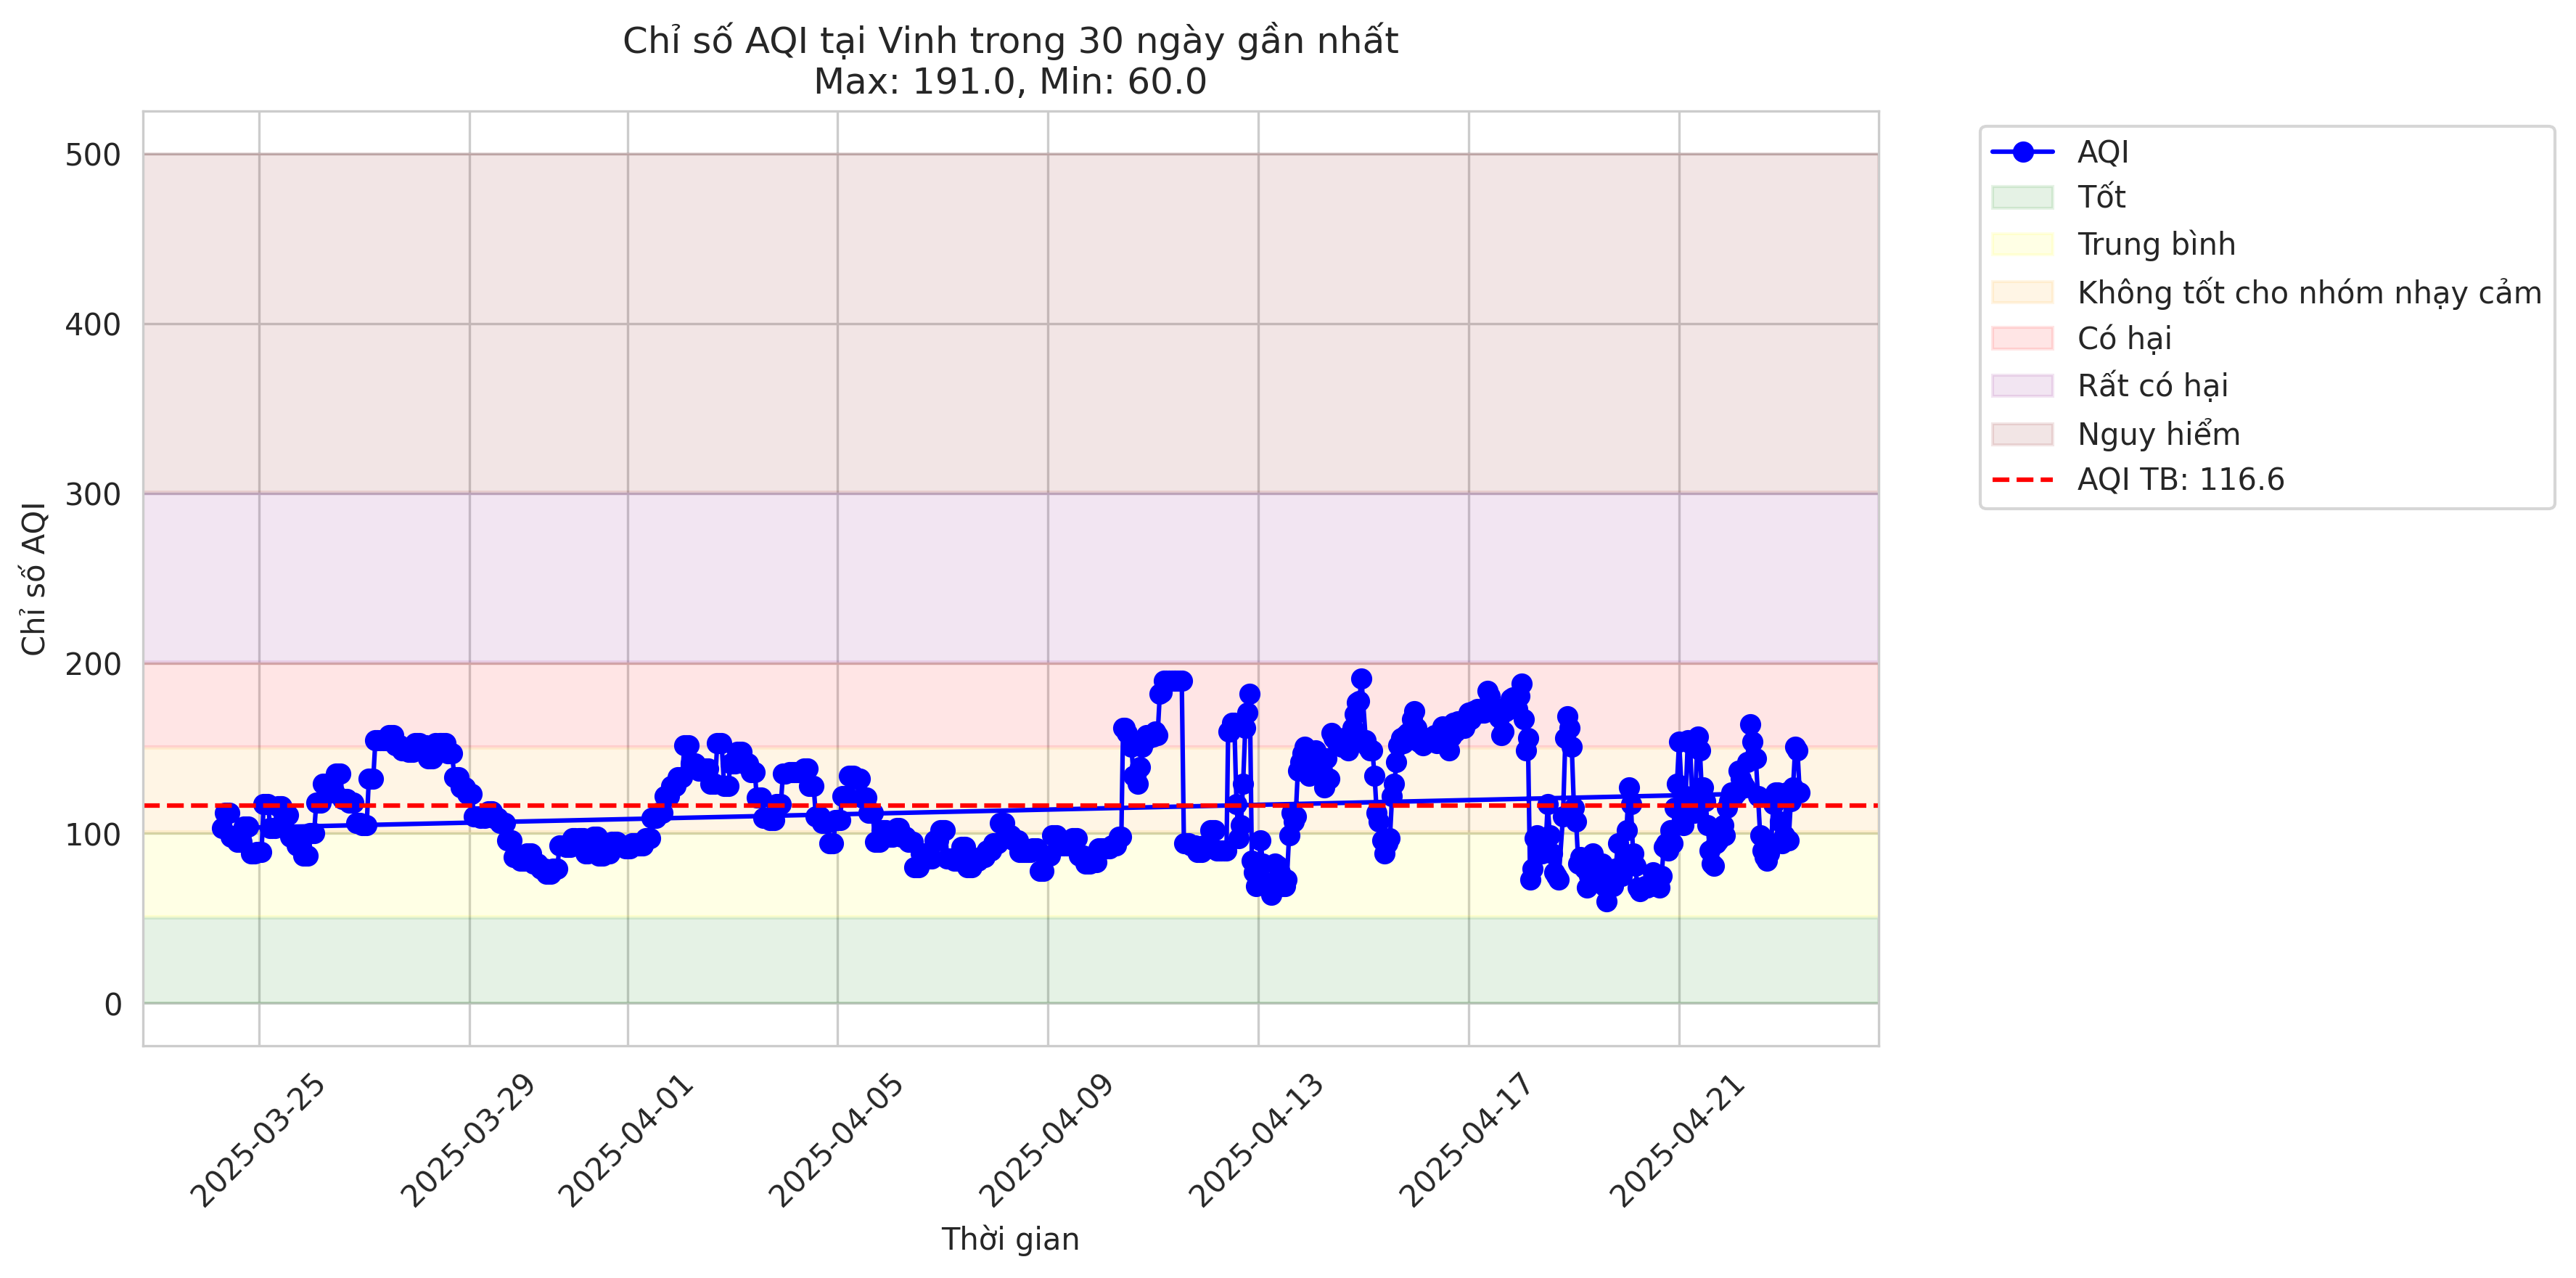 Chỉ số AQI tại Vinh trong 30 ngày gần nhất
Max: 191.0, Min: 60.0
Chỉ số AQI
500
400
300
200
100
0
2025-03-25
2025-03-29
2025-04-01
2025-04-05
2025-04-09
2025-04-13
2025-04-17
2025-04-21
Thời gian
AQI
Tốt
Trung bình
Không tốt cho nhóm nhạy cảm
Có hại
Rất có hại
Nguy hiểm
AQI TB: 116.6